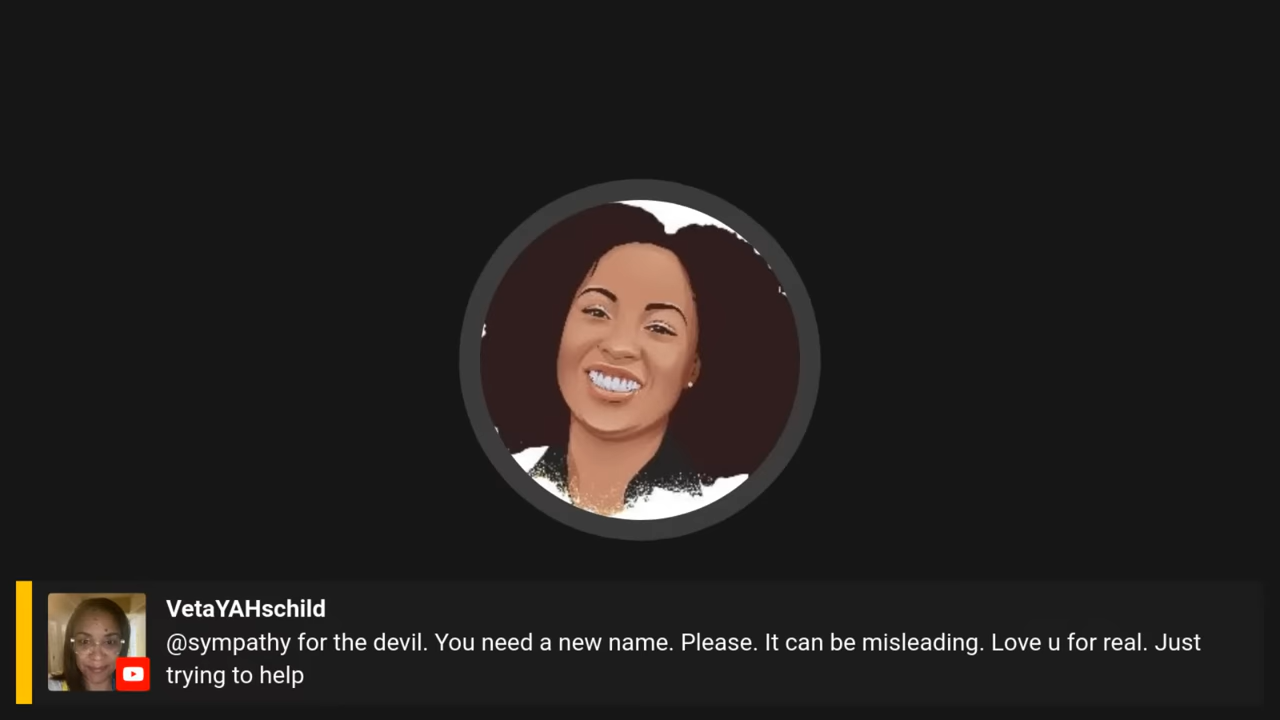 VetaYAHschild
@sympathy for the devil. You need a new name. Please. It can be misleading. Love u for real. Just
trying to help